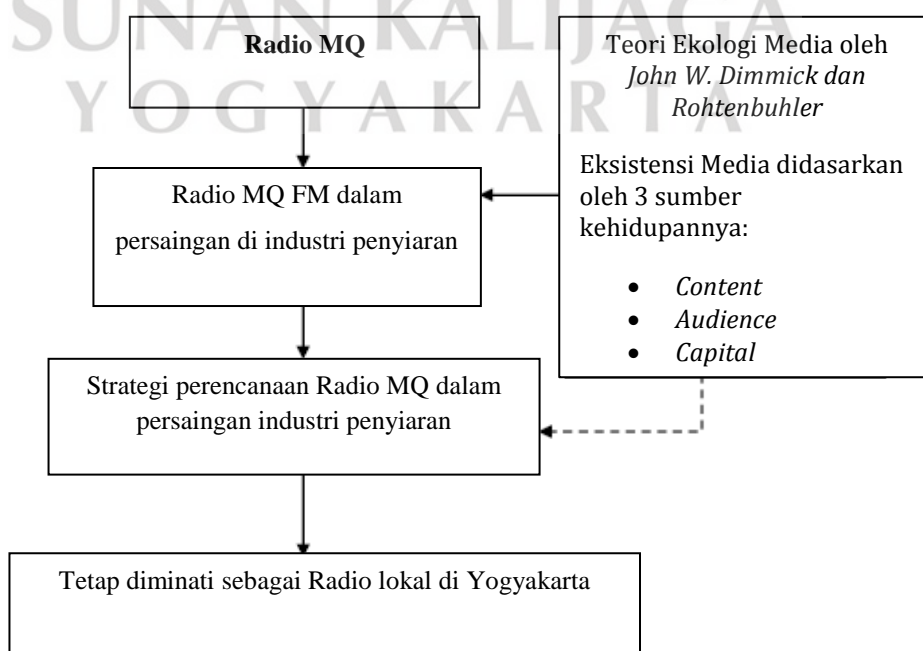 SUNAN KALIJAGA
YOGYAKARTA
Radio MQ
Radio MQ FM dalam
persaingan di industri penyiaran
Strategi perencanaan Radio MQ dalam
persaingan industri penyiaran
Tetap diminati sebagai Radio lokal di Yogyakarta
Teori Ekologi Media oleh
John W. Dimmick dan
Rohtenbuhler
Eksistensi Media didasarkan
oleh 3 sumber
kehidupannya:
• Content
• Audience
• Capital